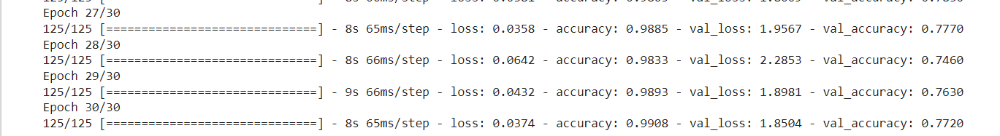 Epoch 27/30
125/125 [==============================] - 8s 65ms/step - loss: 0.0358 - accuracy: 0.9885 - val_loss: 1.9567 - val_accuracy: 0.7770
Epoch 28/30
125/125 [==============================] - 8s 66ms/step - loss: 0.0642 - accuracy: 0.9833 - val_loss: 2.2853 - val_accuracy: 0.7460
Epoch 29/30
125/125 [==============================] - 9s 66ms/step - loss: 0.0432 - accuracy: 0.9893 - val_loss: 1.8981 - val_accuracy: 0.7630
Epoch 30/30
125/125 [==============================] - 8s 65ms/step - loss: 0.0374 - accuracy: 0.9908 - val_loss: 1.8504 - val_accuracy: 0.7720